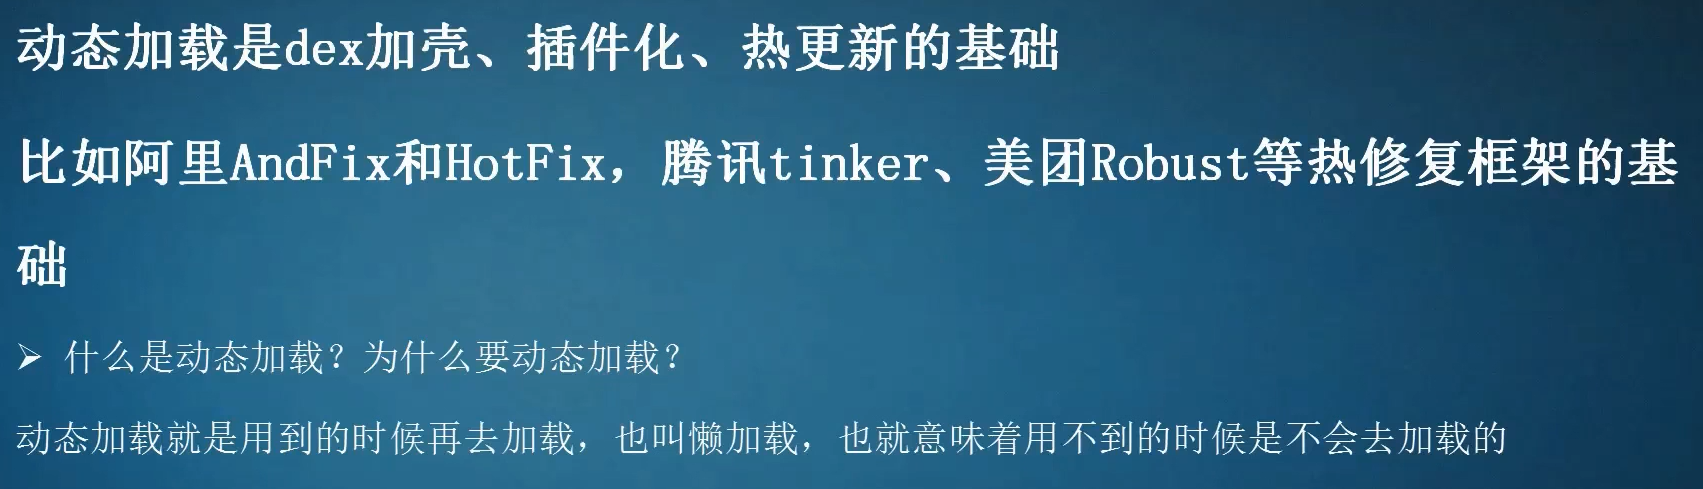 动态加载是dex加壳、插件化、热更新的基础
比如阿里AndFix和HotFix，腾讯tinker、美团Robust等热修复框架的基
础
➢ 什么是动态加载？为什么要动态加载？
动态加载就是用到的时候再去加载，也叫懒加载，也就意味着用不到的时候是不会去加载的